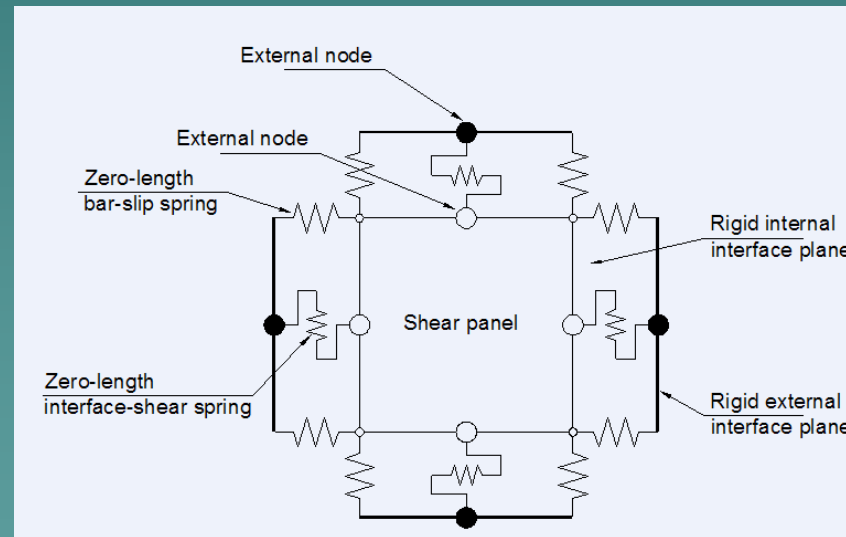 External node
External node
Zero-length
bar-slip spring
Rigid internal
interface plane
Shear panel
Zero-length
interface-shear spring
Rigid external
interface plane